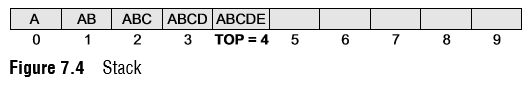 A AB ABC ABCD ABCDE
0 1 2 3 TOP = 4 5 6 7 8 9
Figure 7.4 Stack